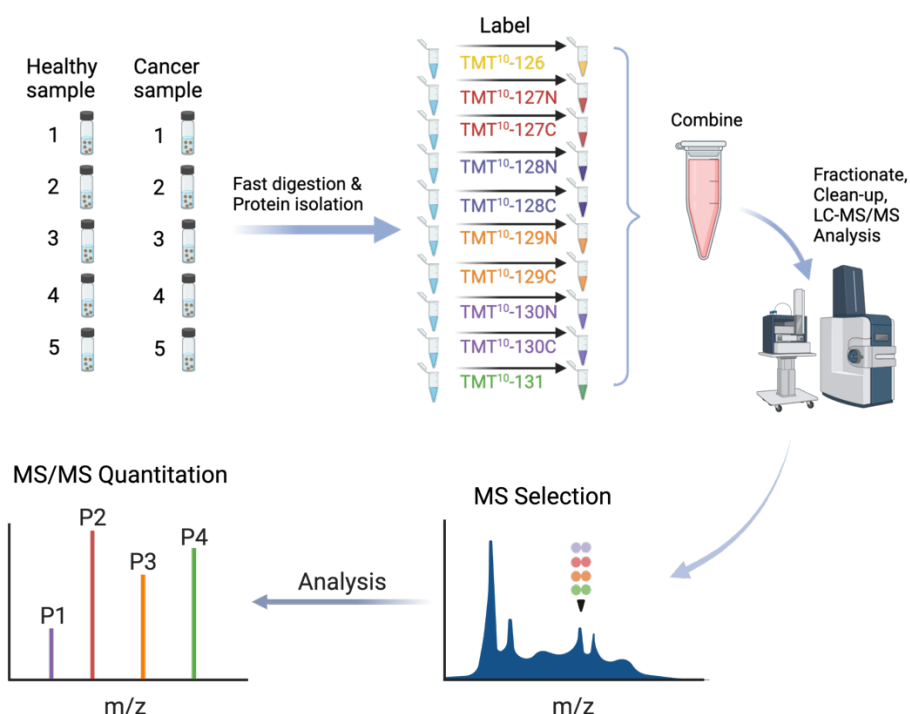 Label
Healthy sample
Cancer sample
1 1
2 2
3 3
4 4
5 5
Fast digestion &
Protein isolation
TMT¹⁰-126
TMT¹⁰-127N
TMT¹⁰-127C
TMT¹⁰-128N
TMT¹⁰-128C
TMT¹⁰-129N
TMT¹⁰-129C
TMT¹⁰-130N
TMT¹⁰-130C
TMT¹⁰-131
Combine
Fractionate,
Clean-up,
LC-MS/MS
Analysis
MS/MS Quantitation
P1
P2
P3
P4
m/z
Analysis
MS Selection
m/z